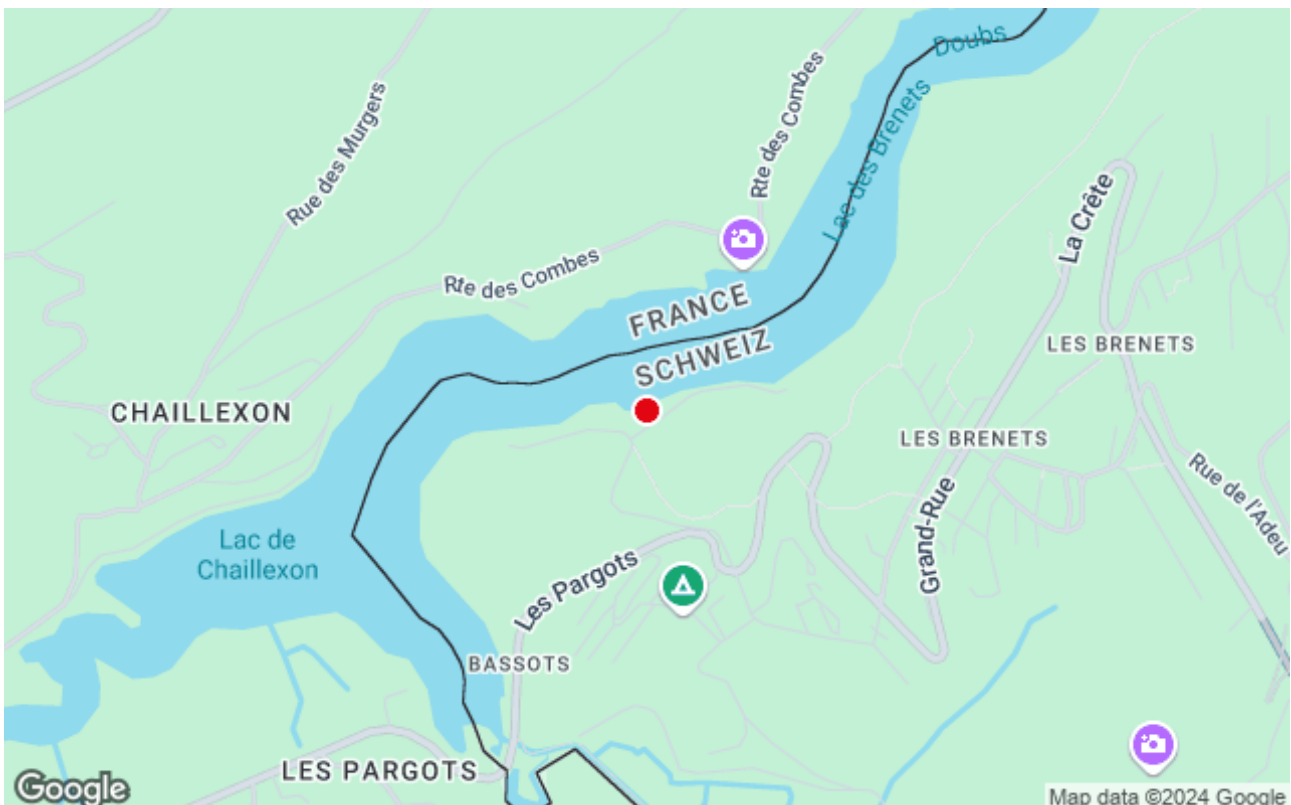 Doubs
Lac des Brenets
Rte des Combes
Rue des Murgers
La Crête
Rte des Combes
FRANCE
SCHWEIZ
LES BRENETS
CHAILLEXON
LES BRENETS
Rue de l'Adeu
Grand-Rue
Lac de
Chaillexon
Les Pargots
BASSOTS
LES PARGOTS
Google
Map data ©2024 Google